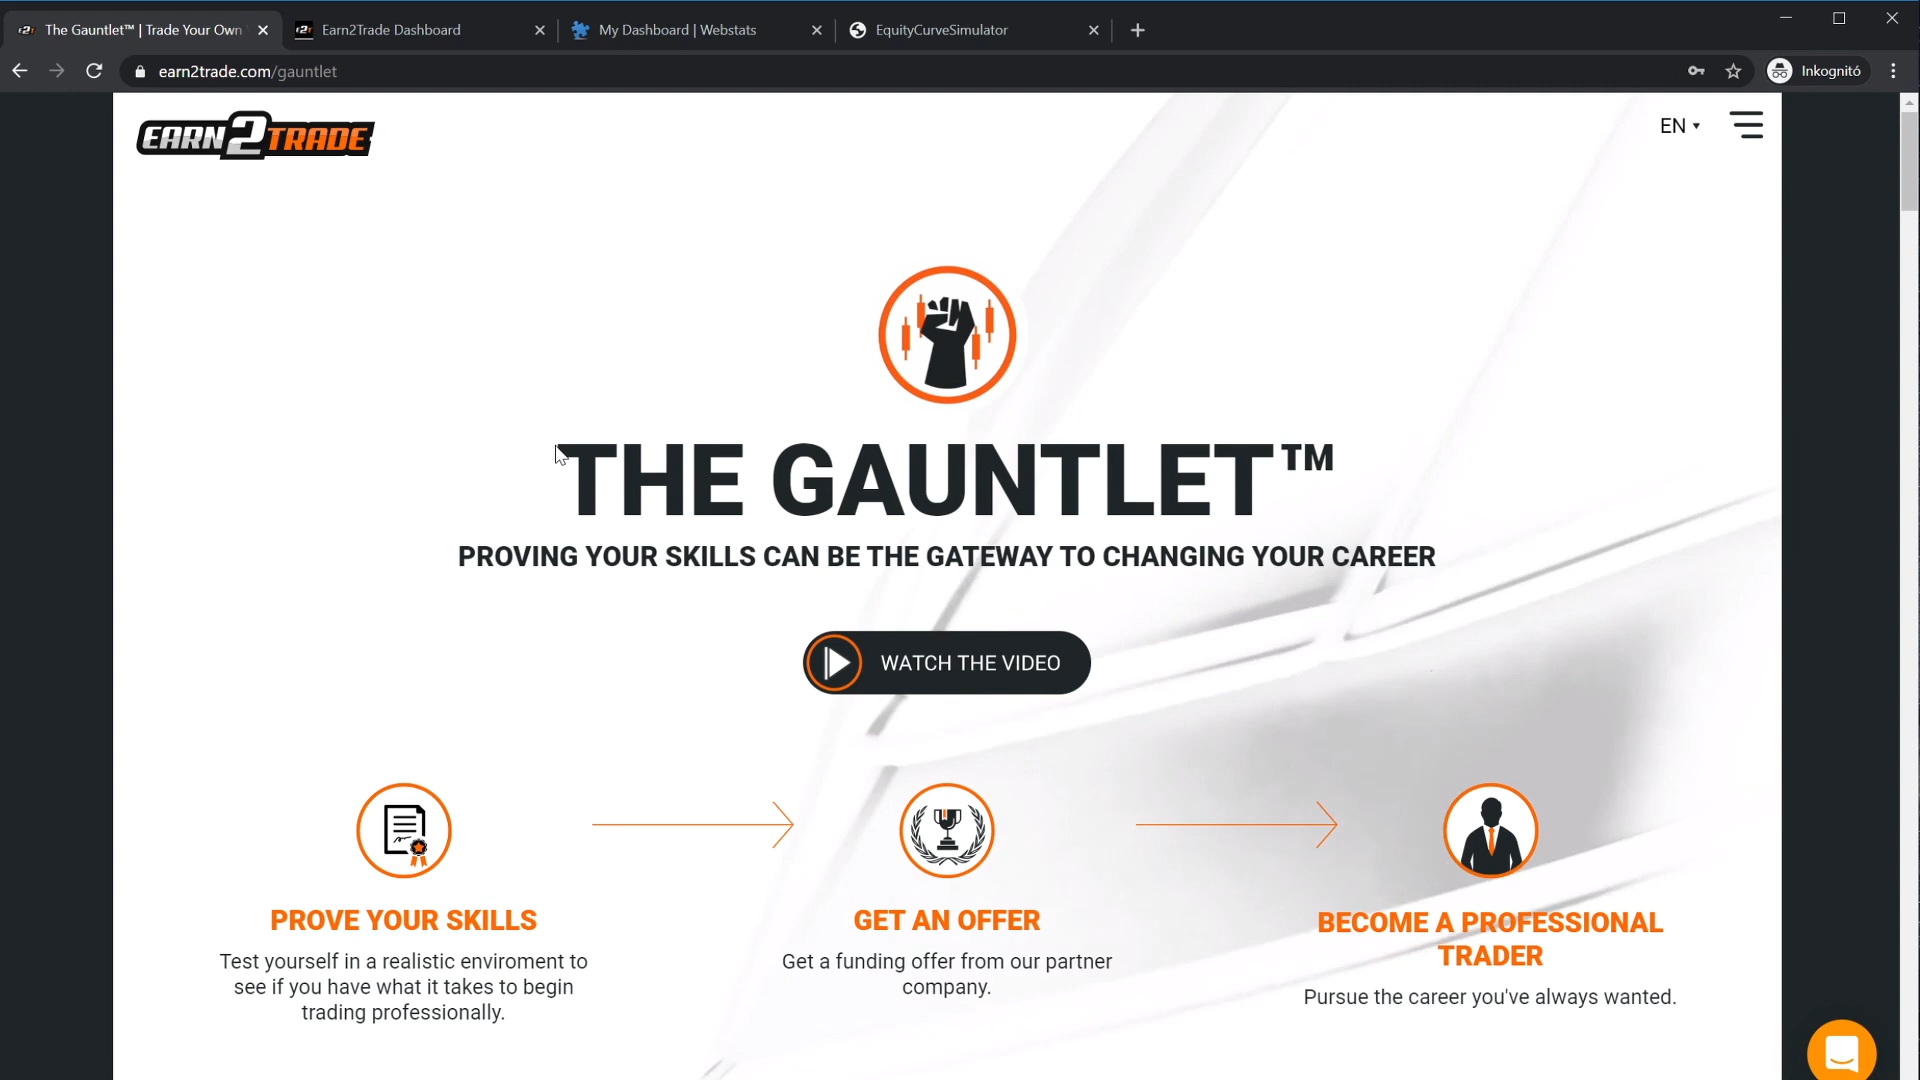 The Gauntlet™ | Trade Your Own
Earn2Trade Dashboard
My Dashboard | Webstats
EquityCurveSimulator
earn2trade.com/gauntlet
Inkognitó
EARN2TRADE
EN
THE GAUNTLET™
PROVING YOUR SKILLS CAN BE THE GATEWAY TO CHANGING YOUR CAREER
WATCH THE VIDEO
PROVE YOUR SKILLS
Test yourself in a realistic enviroment to
see if you have what it takes to begin
trading professionally.
GET AN OFFER
Get a funding offer from our partner
company.
BECOME A PROFESSIONAL
TRADER
Pursue the career you've always wanted.